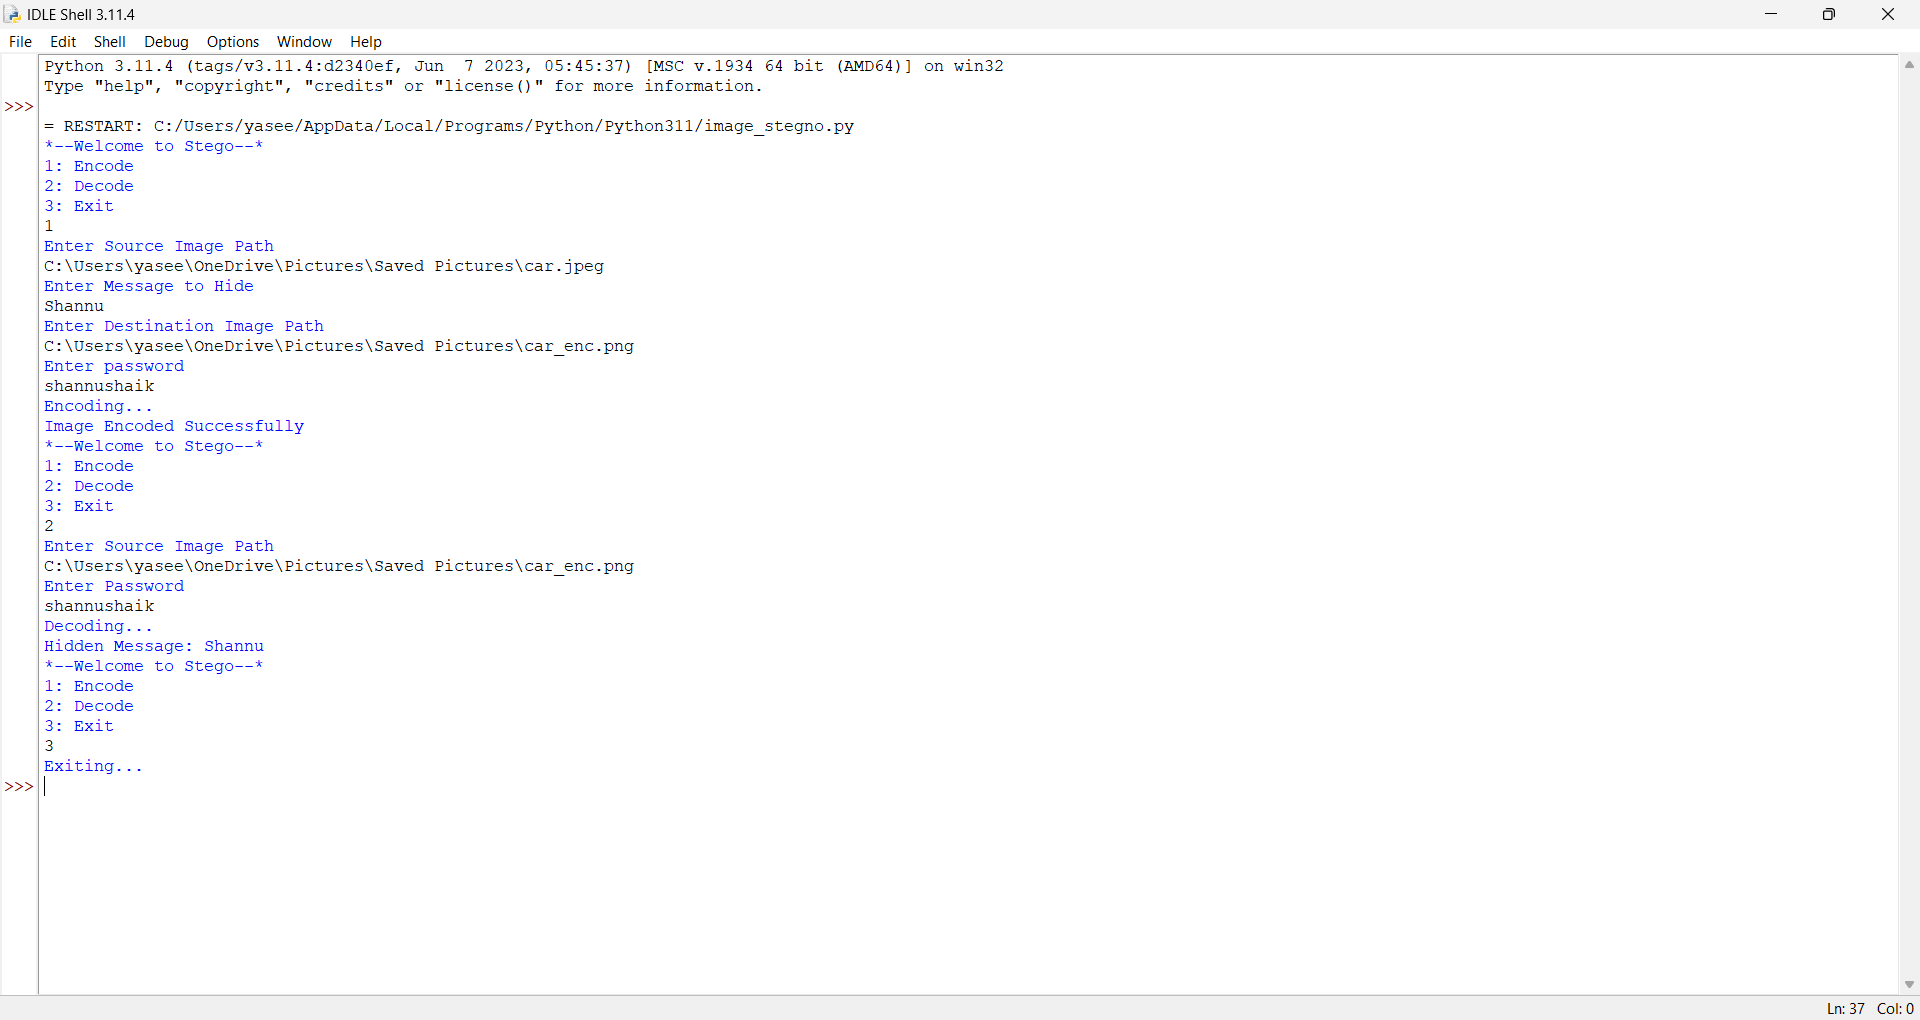 IDLE Shell 3.11.4
File Edit Shell Debug Options Window Help
Python 3.11.4 (tags/v3.11.4:d2340ef, Jun  7 2023, 05:45:37) [MSC v.1934 64 bit (AMD64)] on win32
Type "help", "copyright", "credits" or "license()" for more information.
>>>
= RESTART: C:/Users/yasee/AppData/Local/Programs/Python/Python311/image_stegno.py
*--Welcome to Stego--*
1: Encode
2: Decode
3: Exit
1
Enter Source Image Path
C:\Users\yasee\OneDrive\Pictures\Saved Pictures\car.jpeg
Enter Message to Hide
Shannu
Enter Destination Image Path
C:\Users\yasee\OneDrive\Pictures\Saved Pictures\car_enc.png
Enter password
shannushaik
Encoding...
Image Encoded Successfully
*--Welcome to Stego--*
1: Encode
2: Decode
3: Exit
2
Enter Source Image Path
C:\Users\yasee\OneDrive\Pictures\Saved Pictures\car_enc.png
Enter Password
shannushaik
Decoding...
Hidden Message: Shannu
*--Welcome to Stego--*
1: Encode
2: Decode
3: Exit
3
Exiting...
>>>
Ln: 37 Col: 0